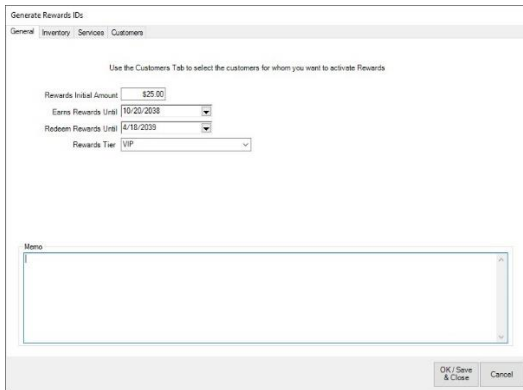 Generate Rewards IDs
General Inventory Services Customers
Use the Customers Tab to select the customers for whom you want to activate Rewards
Rewards Initial Amount $25.00
Earns Rewards Until 10/20/2038
Redeem Rewards Until 4/18/2039
Rewards Tier VIP
Memo
OK / Save
& Close
Cancel